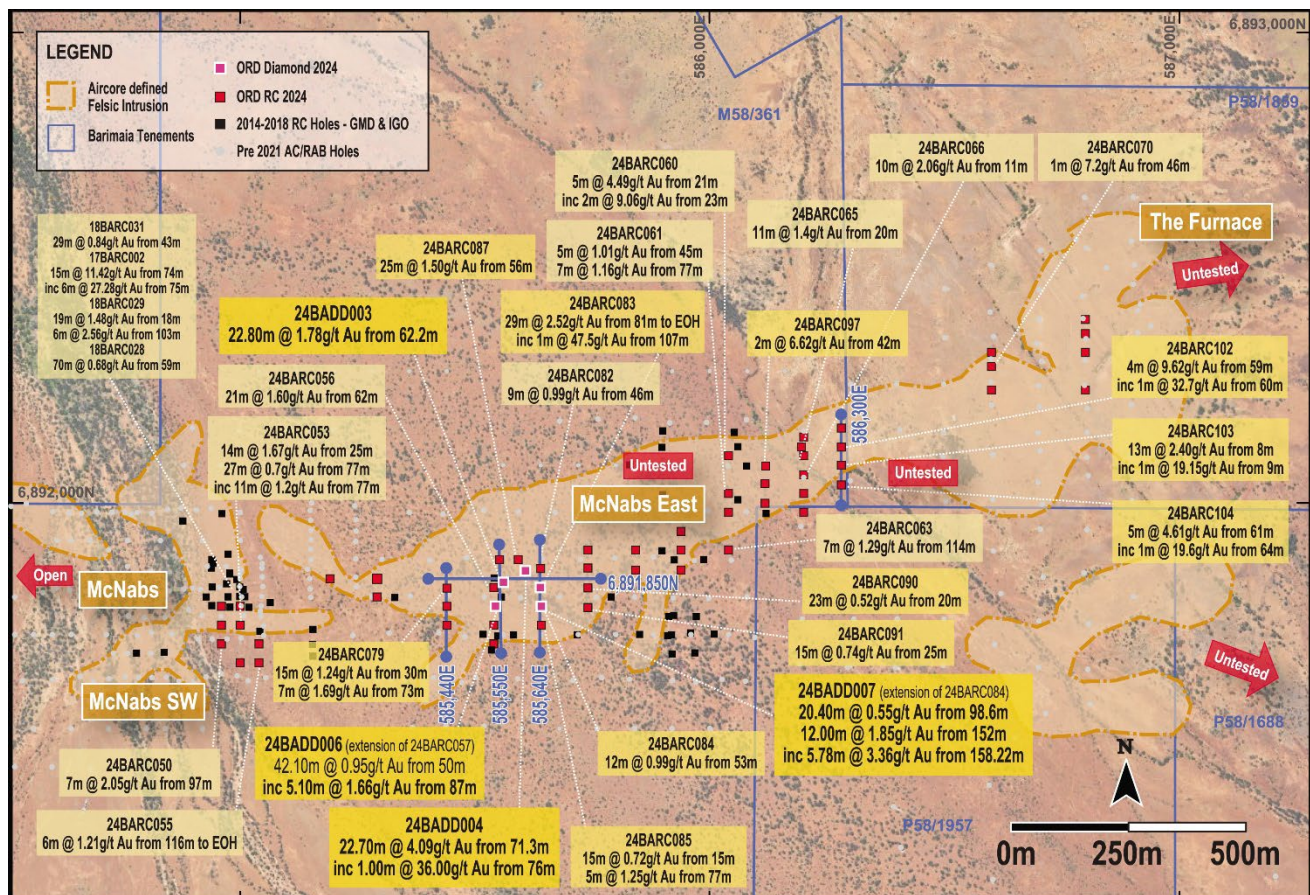 LEGEND
Aircore defined
Felsic Intrusion
Barimaia Tenements
ORD Diamond 2024
ORD RC 2024
2014-2018 RC Holes - GMD & IGO
Pre 2021 AC/RAB Holes
586,000E
587,000E
6,893,000N
M58/361
P58/1859
24BARC060
5m @ 4.49g/t Au from 21m
inc 2m @ 9.06g/t Au from 23m
24BARC066
10m @ 2.06g/t Au from 11m
24BARC070
1m @ 7.2g/t Au from 46m
18BARC031
29m @ 0.84g/t Au from 43m
17BARC002
15m @ 11.42g/t Au from 74m
inc 6m @ 27.28g/t Au from 75m
18BARC029
19m @ 1.48g/t Au from 18m
6m @ 2.56g/t Au from 103m
18BARC028
70m @ 0.68g/t Au from 59m
24BARC087
25m @ 1.50g/t Au from 56m
24BARC061
5m @ 1.01g/t Au from 45m
7m @ 1.16g/t Au from 77m
24BARC065
11m @ 1.4g/t Au from 20m
The Furnace
Untested
24BADD003
22.80m @ 1.78g/t Au from 62.2m
24BARC083
29m @ 2.52g/t Au from 81m to EOH
inc 1m @ 47.5g/t Au from 107m
24BARC097
2m @ 6.62g/t Au from 42m
24BARC102
4m @ 9.62g/t Au from 59m
inc 1m @ 32.7g/t Au from 60m
24BARC056
21m @ 1.60g/t Au from 62m
24BARC082
9m @ 0.99g/t Au from 46m
586,300E
24BARC053
14m @ 1.67g/t Au from 25m
27m @ 0.7g/t Au from 77m
inc 11m @ 1.2g/t Au from 77m
24BARC103
13m @ 2.40g/t Au from 8m
inc 1m @ 19.15g/t Au from 9m
Untested
Untested
6,892,000N
6,892,000N
McNabs East
24BARC104
5m @ 4.61g/t Au from 61m
inc 1m @ 19.6g/t Au from 64m
24BARC063
7m @ 1.29g/t Au from 114m
Open
McNabs
6,891,850N
24BARC090
23m @ 0.52g/t Au from 20m
24BARC091
15m @ 0.74g/t Au from 25m
24BARC079
15m @ 1.24g/t Au from 30m
7m @ 1.69g/t Au from 73m
585,440E
585,550E
585,640E
Untested
McNabs SW
24BADD007 (extension of 24BARC084)
20.40m @ 0.55g/t Au from 98.6m
12.00m @ 1.85g/t Au from 152m
inc 5.78m @ 3.36g/t Au from 158.22m
P58/1688
24BADD006 (extension of 24BARC057)
42.10m @ 0.95g/t Au from 50m
inc 5.10m @ 1.66g/t Au from 87m
24BARC084
12m @ 0.99g/t Au from 53m
N
24BARC050
7m @ 2.05g/t Au from 97m
24BARC055
6m @ 1.21g/t Au from 116m to EOH
24BADD004
22.70m @ 4.09g/t Au from 71.3m
inc 1.00m @ 36.00g/t Au from 76m
24BARC085
15m @ 0.72g/t Au from 15m
5m @ 1.25g/t Au from 77m
P58/1957
0m
250m
500m